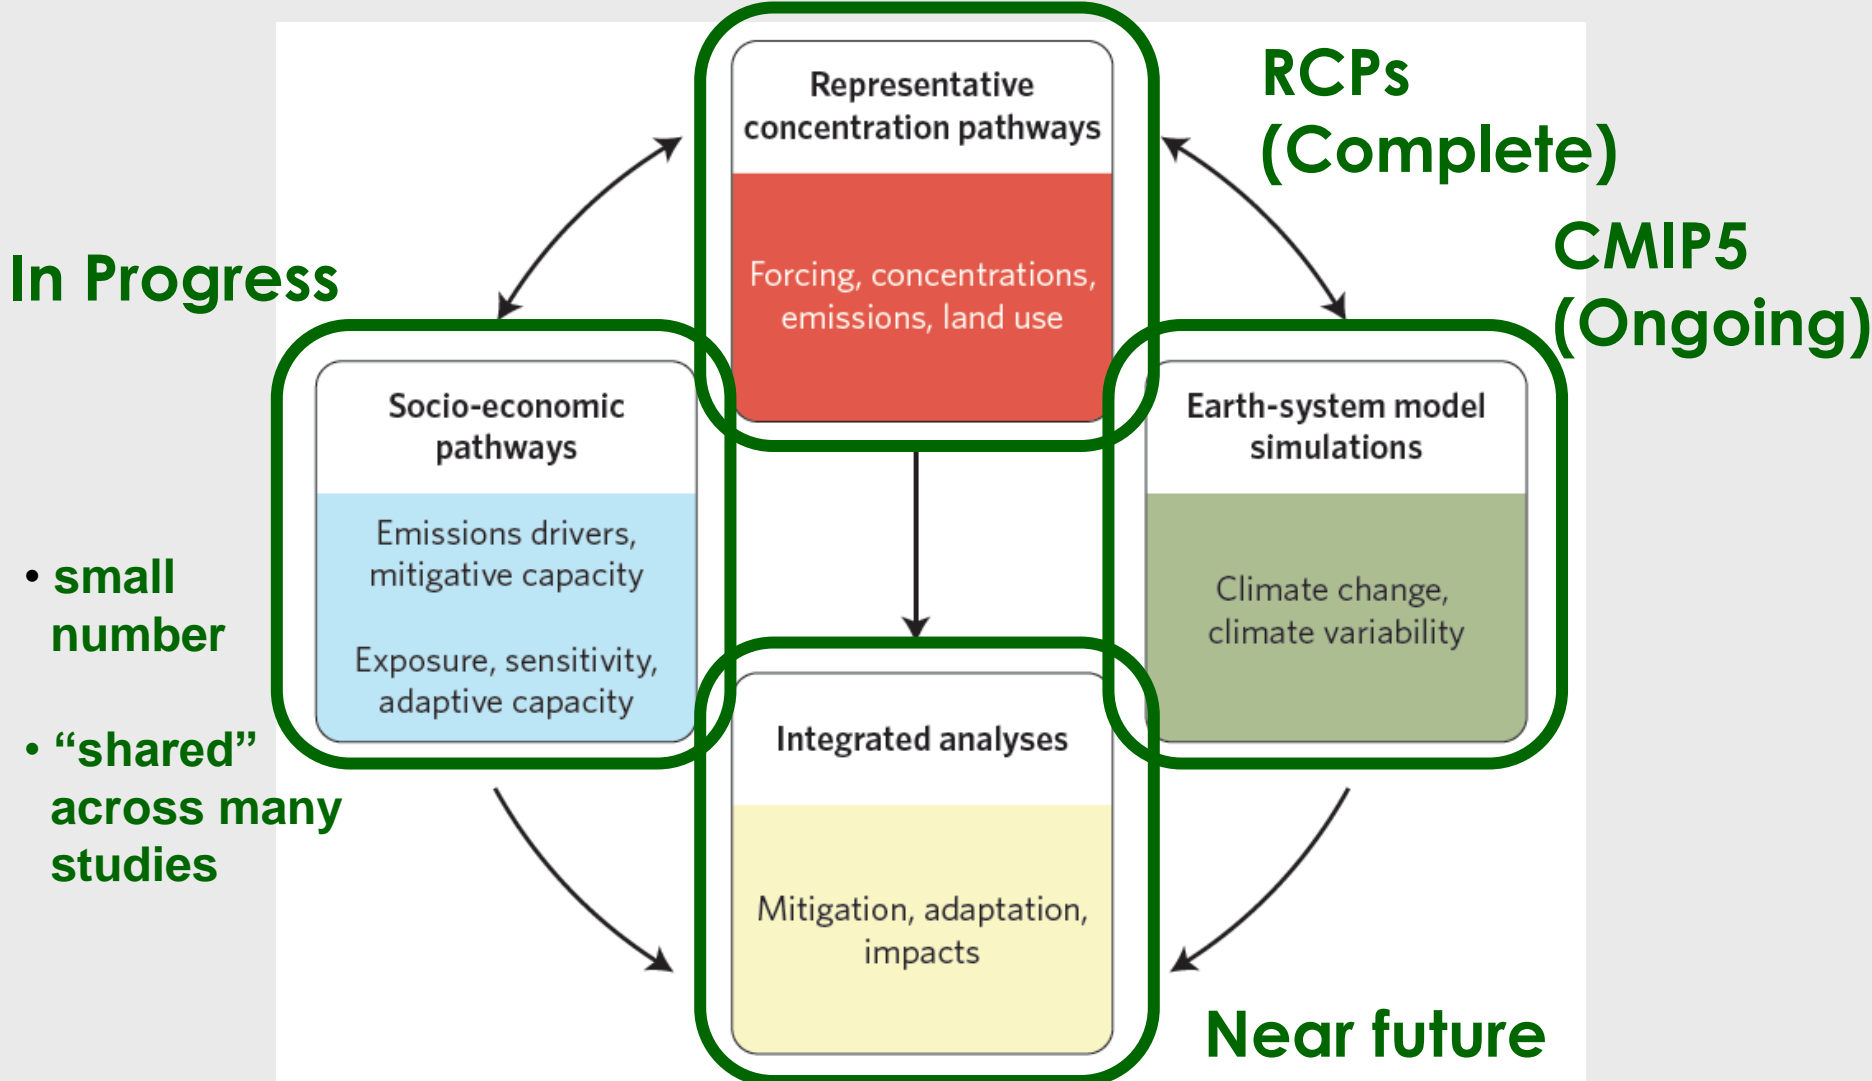 Representative
concentration pathways
Forcing, concentrations,
emissions, land use
RCPs
(Complete)
CMIP5
(Ongoing)
In Progress
Socio-economic
pathways
Emissions drivers,
mitigative capacity
Exposure, sensitivity,
adaptive capacity
Earth-system model
simulations
Climate change,
climate variability
• small
number
• “shared”
across many
studies
Integrated analyses
Mitigation, adaptation,
impacts
Near future